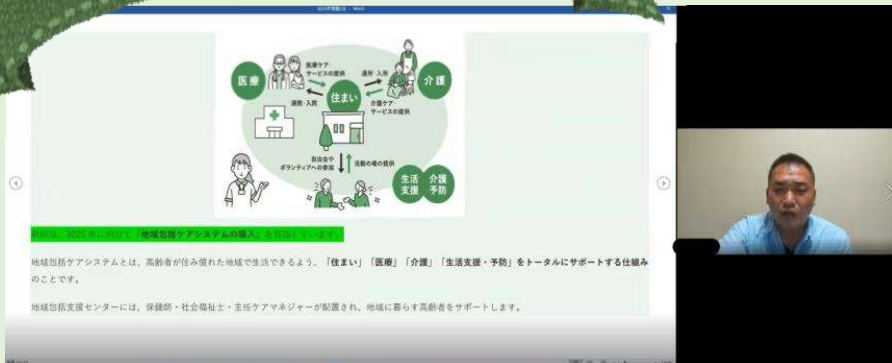 2025年問題とは - Word
医療ケア・
サービスの提供
通所・入所
医療
介護
住まい
通院・入院
介護ケア・
サービスの提供
自治会や
ボランティアへの参加
活動の場の提供
生活
支援
介護
予防
政府は、2025年に向けて「地域包括ケアシステムの導入」を目指しています。
地域包括ケアシステムとは、高齢者が住み慣れた地域で生活できるよう、「住まい」「医療」「介護」「生活支援・予防」をトータルにサポートする仕組み
のことです。
地域包括支援センターには、保健師・社会福祉士・主任ケアマネジャーが配置され、地域に暮らす高齢者をサポートします。